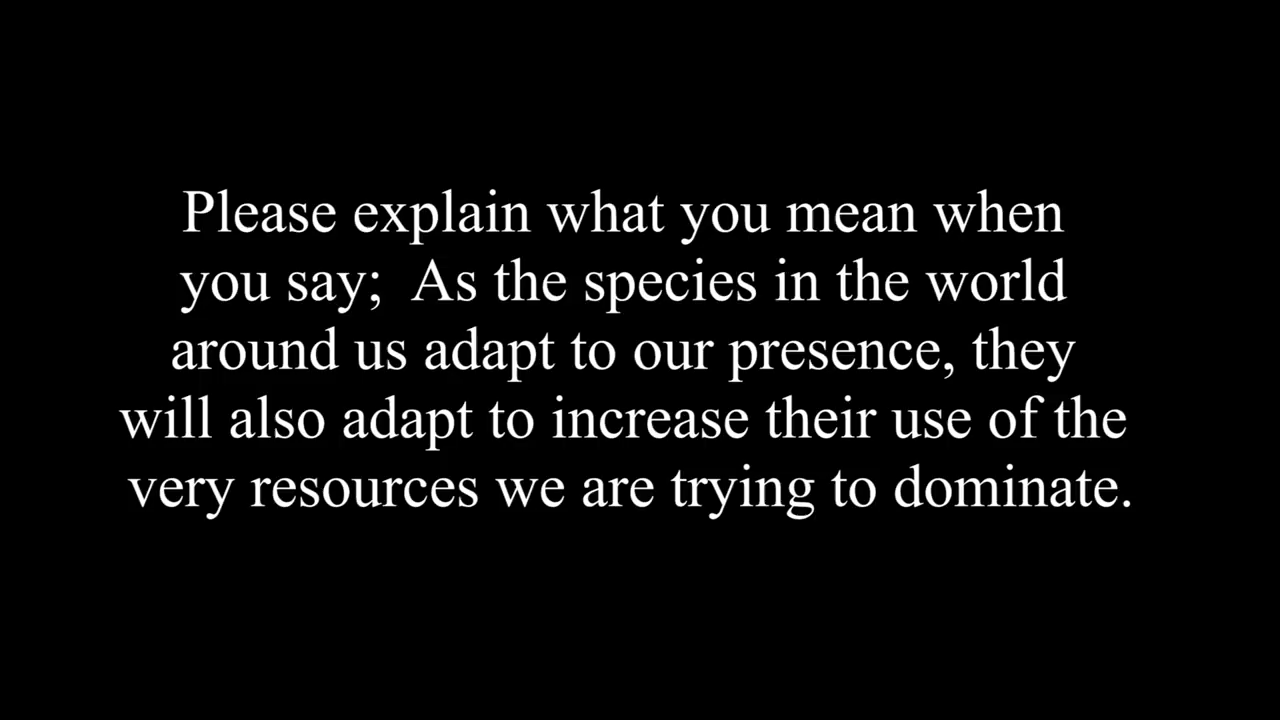 Please explain what you mean when
you say;  As the species in the world
around us adapt to our presence, they
will also adapt to increase their use of the
very resources we are trying to dominate.